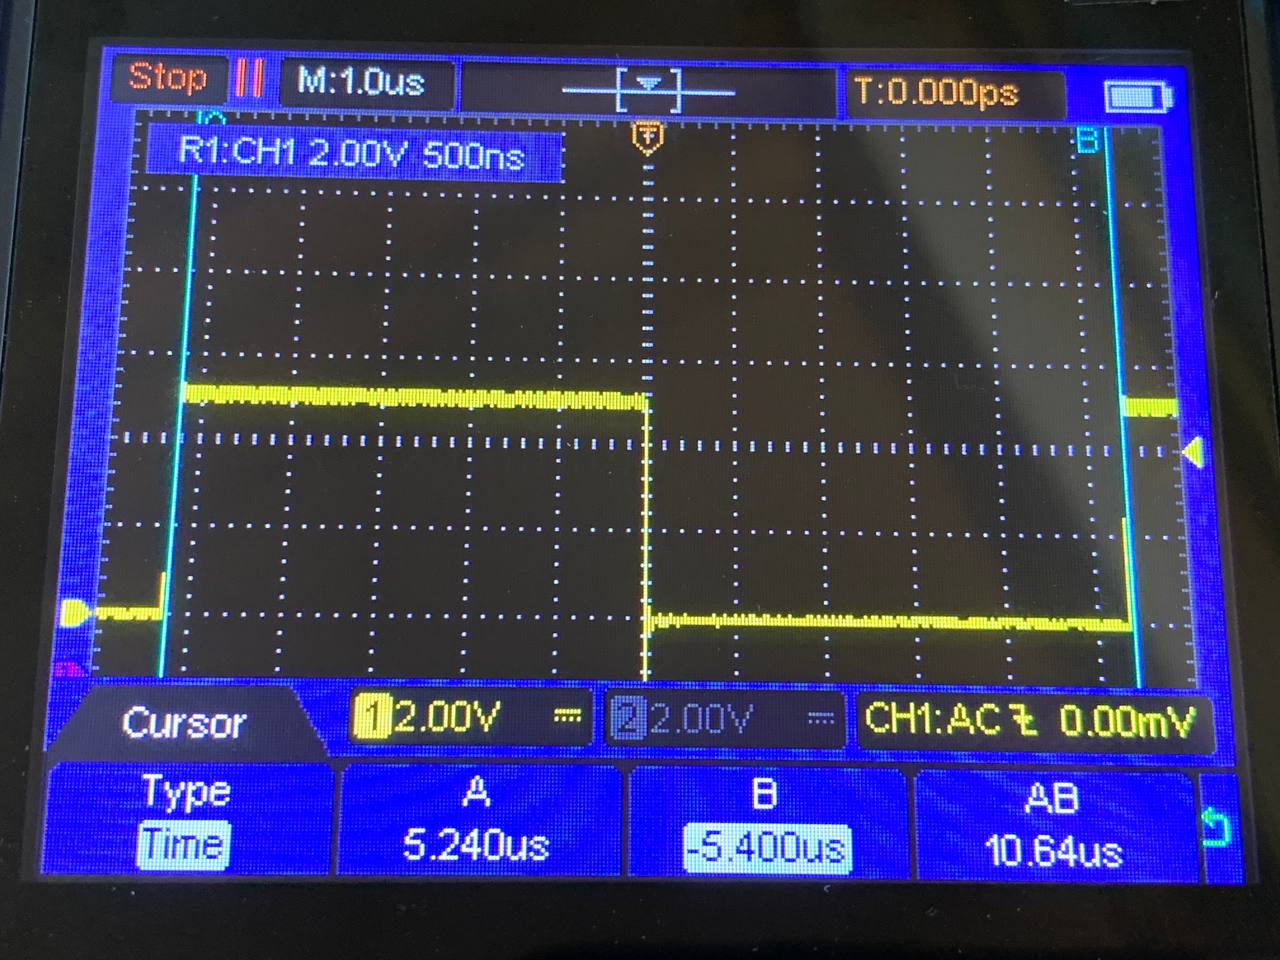 Stop M:1.0us T:0.000ps
R1:CH1 2.00V 500ns
T
B
Cursor 1 2.00V 2 2.00V CH1:AC 0.00mV
Type A B AB
Time 5.240us -5.400us 10.64us